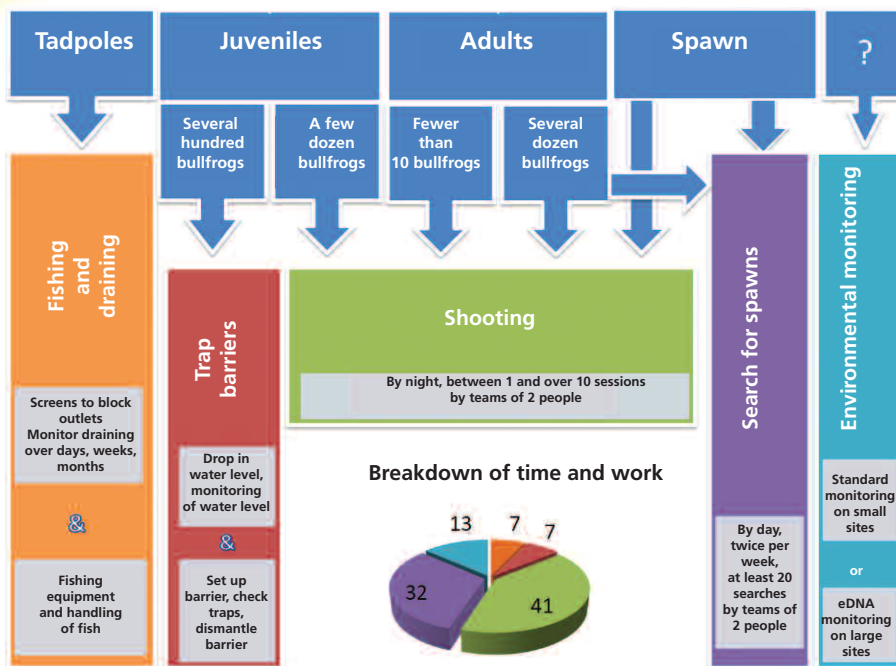 Tadpoles
Juveniles
Adults
Spawn
?
Several
hundred
bullfrogs
A few
dozen
bullfrogs
Fewer
than
10 bullfrogs
Several
dozen
bullfrogs
Fishing
and
draining
Screens to block
outlets
Monitor draining
over days, weeks,
months
&
Fishing
equipment
and handling
of fish
Trap
barriers
Drop in
water level,
monitoring
of water level
&
Set up
barrier, check
traps,
dismantle
barrier
Shooting
By night, between 1 and over 10 sessions
by teams of 2 people
Breakdown of time and work
13
7
7
32
41
Search for spawns
By day,
twice per
week,
at least 20
searches
by teams of
2 people
Environmental monitoring
Standard
monitoring
on small
sites
or
eDNA
monitoring
on large
sites